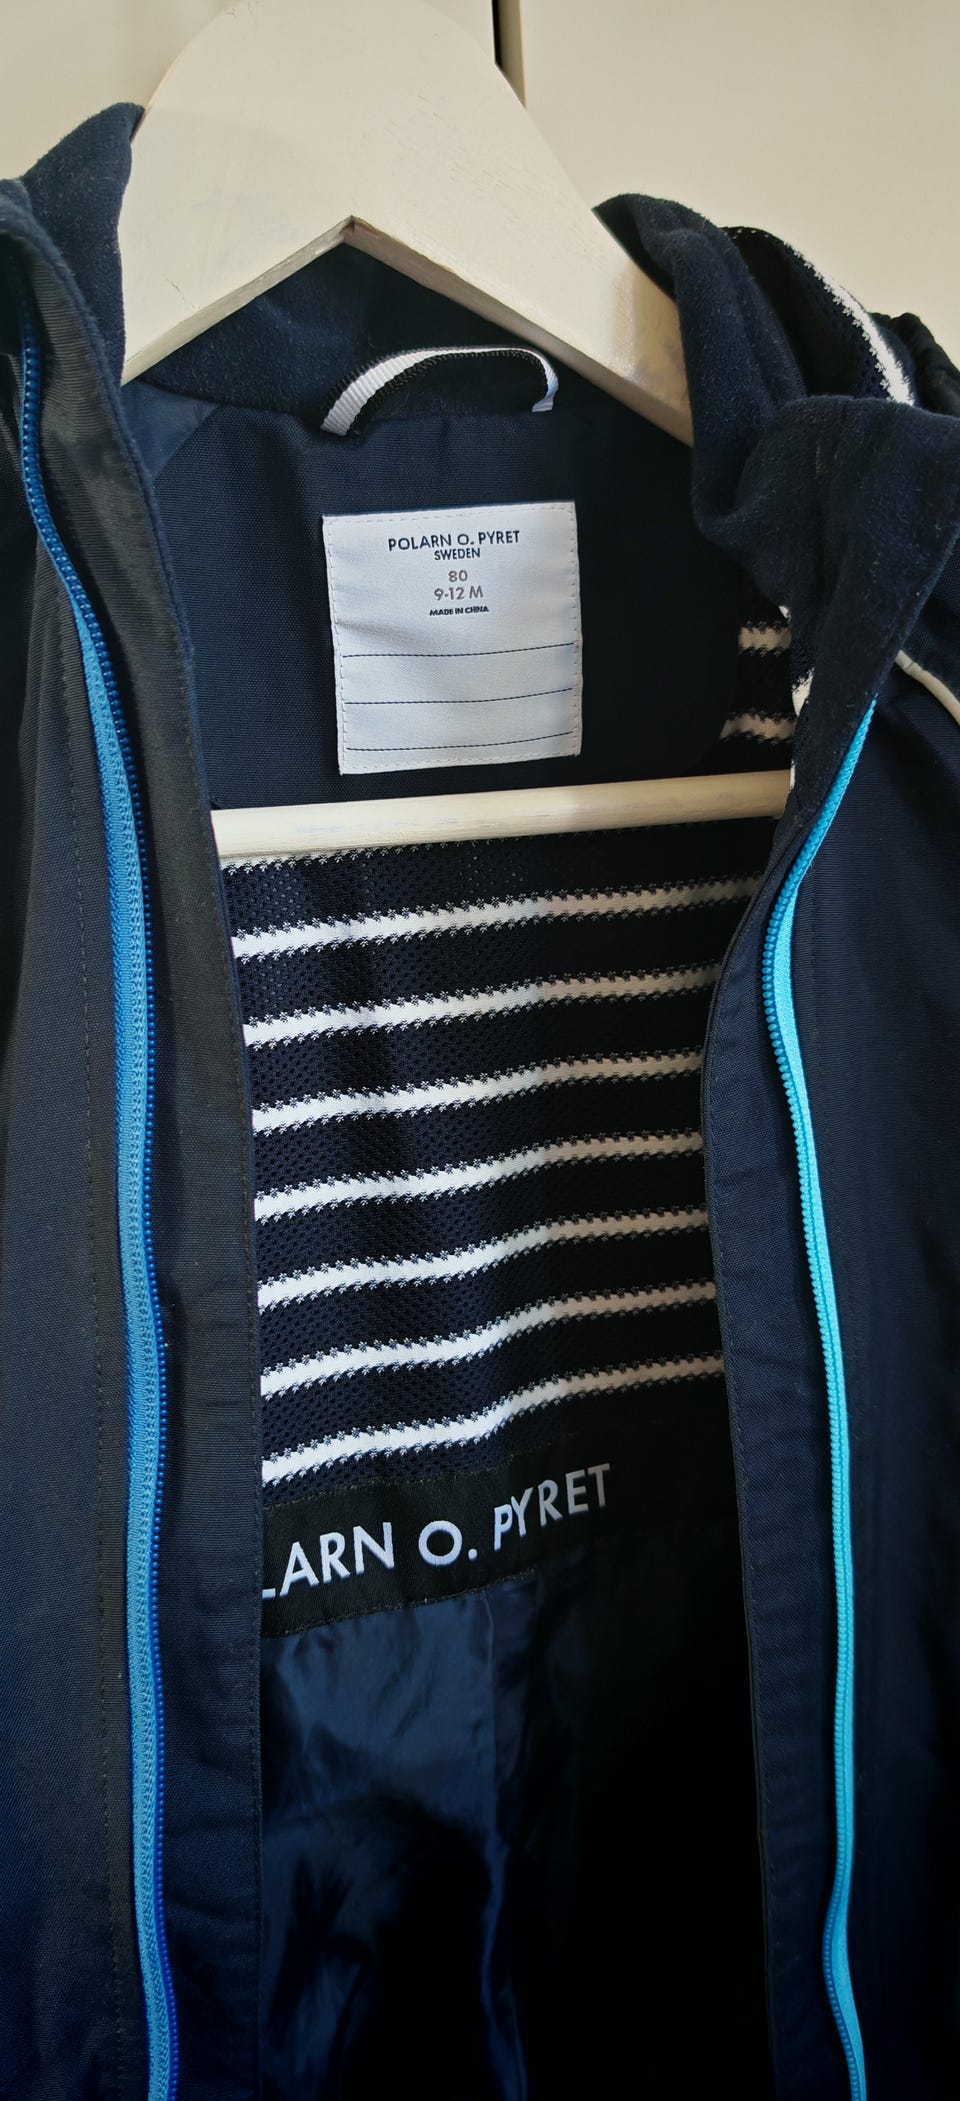 POLARN O. PYRET
SWEDEN
80
9-12 M
MADE IN CHINA
LARN O. PYRET